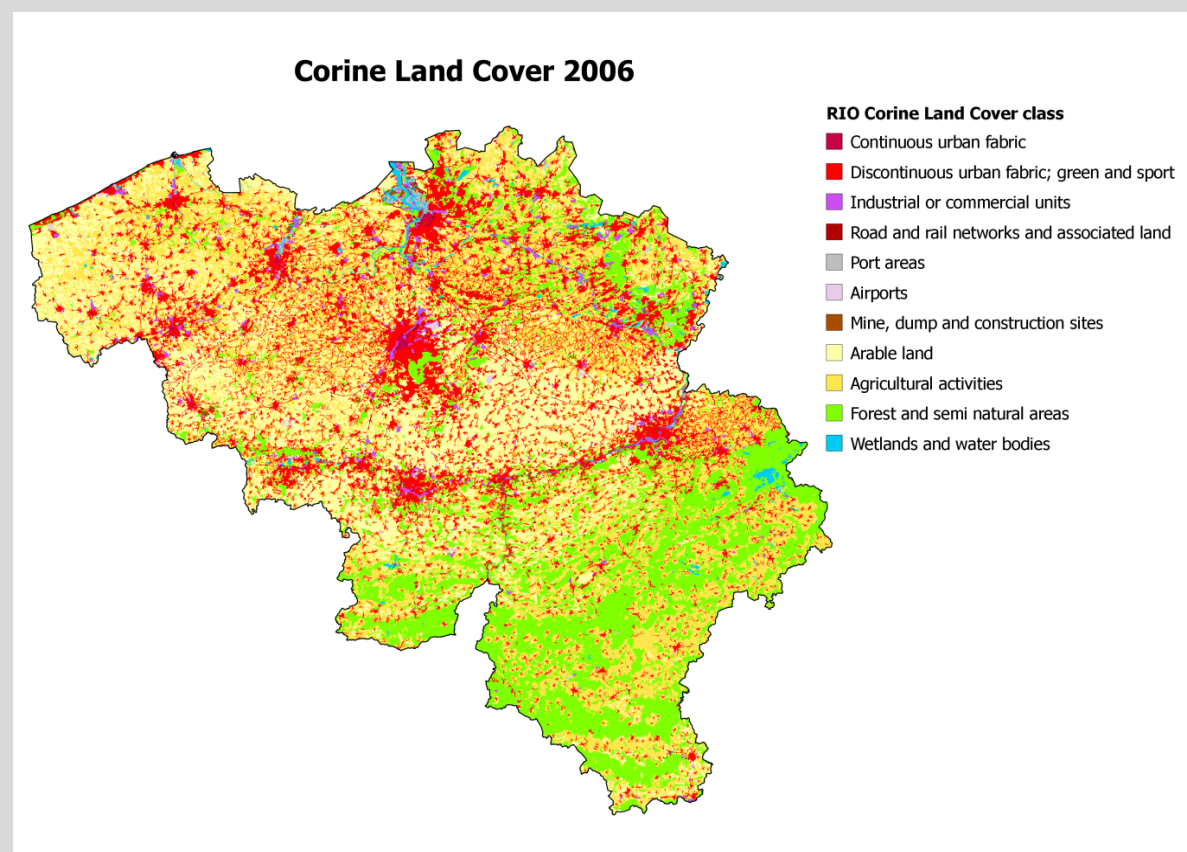 Corine Land Cover 2006
RIO Corine Land Cover class
Continuous urban fabric
Discontinuous urban fabric; green and sport
Industrial or commercial units
Road and rail networks and associated land
Port areas
Airports
Mine, dump and construction sites
Arable land
Agricultural activities
Forest and semi natural areas
Wetlands and water bodies